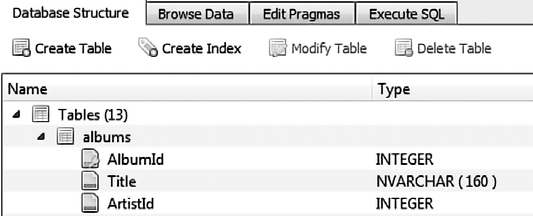 Database Structure Browse Data Edit Pragmas Execute SQL
Create Table Create Index Modify Table Delete Table
Name Type
Tables (13)
albums
AlbumId INTEGER
Title NVARCHAR ( 160 )
ArtistId INTEGER